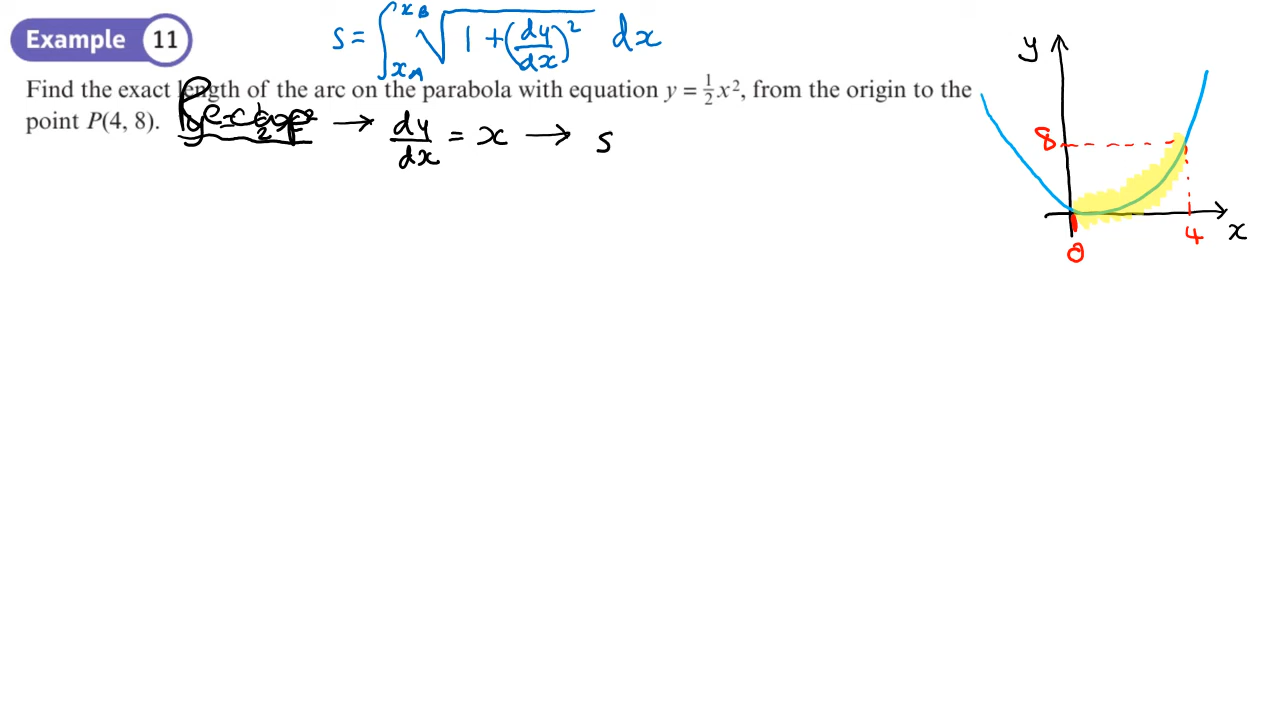 Example 11
s = ∫_{x_A}^{x_B} √(1 + (dy/dx)²) dx
Find the exact length of the arc on the parabola with equation y = ½x², from the origin to the
point P(4, 8).
→ dy/dx = x → s
y
8
0
4
x